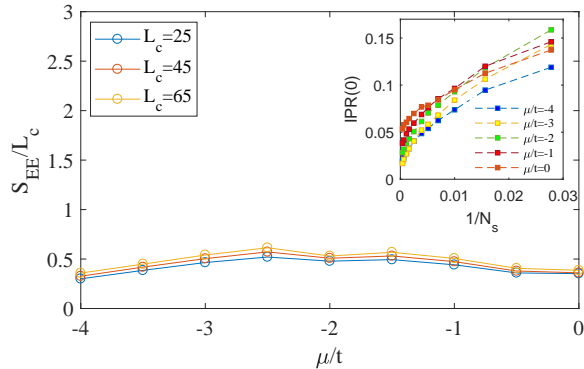 L_c=25
L_c=45
L_c=65
S_EE/L_c
3
2.5
2
1.5
1
0.5
0
-4
-3
-2
-1
0
μ/t
IPR(0)
0.15
0.1
0.05
0
0
0.01
0.02
0.03
1/N_s
μ/t=-4
μ/t=-3
μ/t=-2
μ/t=-1
μ/t=0